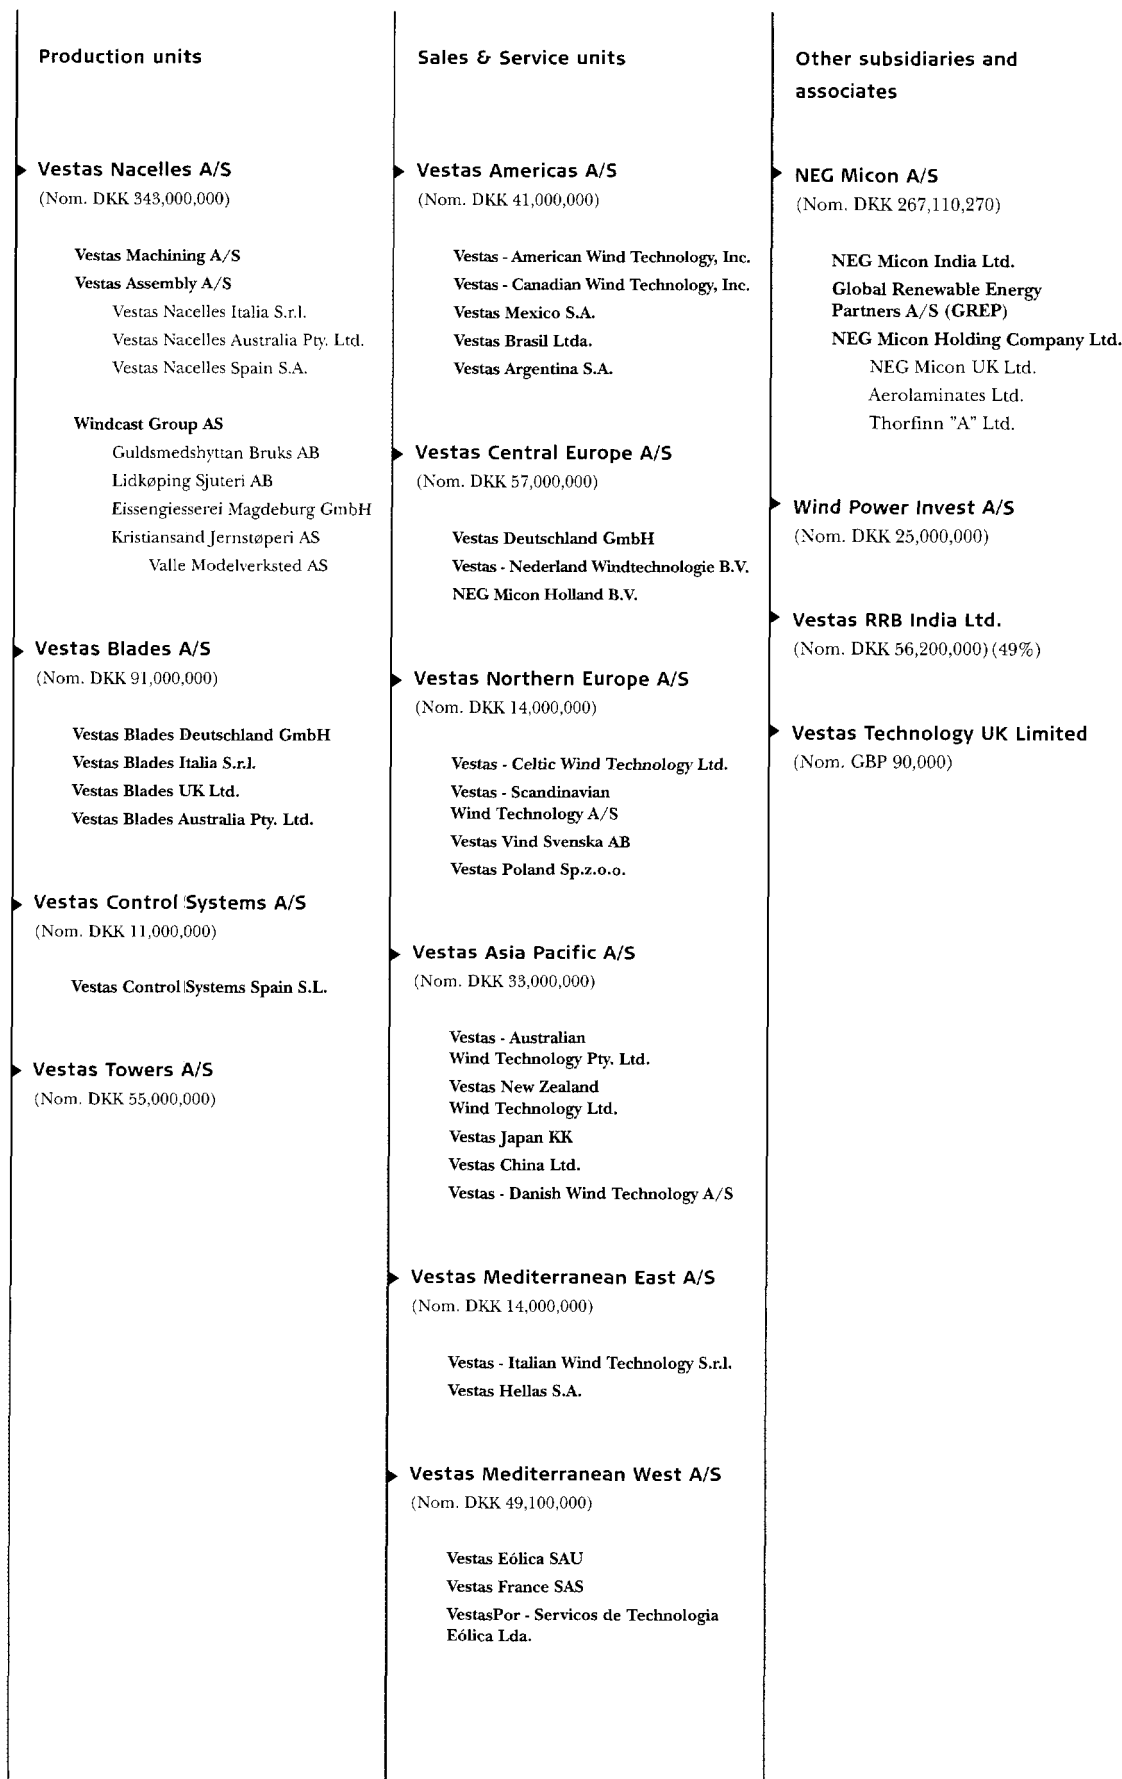 Production units
Vestas Nacelles A/S
(Nom. DKK 343,000,000)
Vestas Machining A/S
Vestas Assembly A/S
Vestas Nacelles Italia S.r.l.
Vestas Nacelles Australia Pty. Ltd.
Vestas Nacelles Spain S.A.
Windcast Group AS
Guldsmedshyttan Bruks AB
Lidkøping Sjuteri AB
Eissengiesserei Magdeburg GmbH
Kristiansand Jernstøperi AS
Valle Modelverksted AS
Vestas Blades A/S
(Nom. DKK 91,000,000)
Vestas Blades Deutschland GmbH
Vestas Blades Italia S.r.l.
Vestas Blades UK Ltd.
Vestas Blades Australia Pty. Ltd.
Vestas Control Systems A/S
(Nom. DKK 11,000,000)
Vestas Control Systems Spain S.L.
Vestas Towers A/S
(Nom. DKK 55,000,000)
Sales & Service units
Vestas Americas A/S
(Nom. DKK 41,000,000)
Vestas - American Wind Technology, Inc.
Vestas - Canadian Wind Technology, Inc.
Vestas Mexico S.A.
Vestas Brasil Ltda.
Vestas Argentina S.A.
Vestas Central Europe A/S
(Nom. DKK 57,000,000)
Vestas Deutschland GmbH
Vestas - Nederland Windtechnologie B.V.
NEG Micon Holland B.V.
Vestas Northern Europe A/S
(Nom. DKK 14,000,000)
Vestas - Celtic Wind Technology Ltd.
Vestas - Scandinavian
Wind Technology A/S
Vestas Vind Svenska AB
Vestas Poland Sp.z.o.o.
Vestas Asia Pacific A/S
(Nom. DKK 33,000,000)
Vestas - Australian
Wind Technology Pty. Ltd.
Vestas New Zealand
Wind Technology Ltd.
Vestas Japan KK
Vestas China Ltd.
Vestas - Danish Wind Technology A/S
Vestas Mediterranean East A/S
(Nom. DKK 14,000,000)
Vestas - Italian Wind Technology S.r.l.
Vestas Hellas S.A.
Vestas Mediterranean West A/S
(Nom. DKK 49,100,000)
Vestas Eólica SAU
Vestas France SAS
VestasPor - Servicos de Technologia
Eólica Lda.
Other subsidiaries and
associates
NEG Micon A/S
(Nom. DKK 267,110,270)
NEG Micon India Ltd.
Global Renewable Energy
Partners A/S (GREP)
NEG Micon Holding Company Ltd.
NEG Micon UK Ltd.
Aerolaminates Ltd.
Thorfinn "A" Ltd.
Wind Power Invest A/S
(Nom. DKK 25,000,000)
Vestas RRB India Ltd.
(Nom. DKK 56,200,000) (49%)
Vestas Technology UK Limited
(Nom. GBP 90,000)